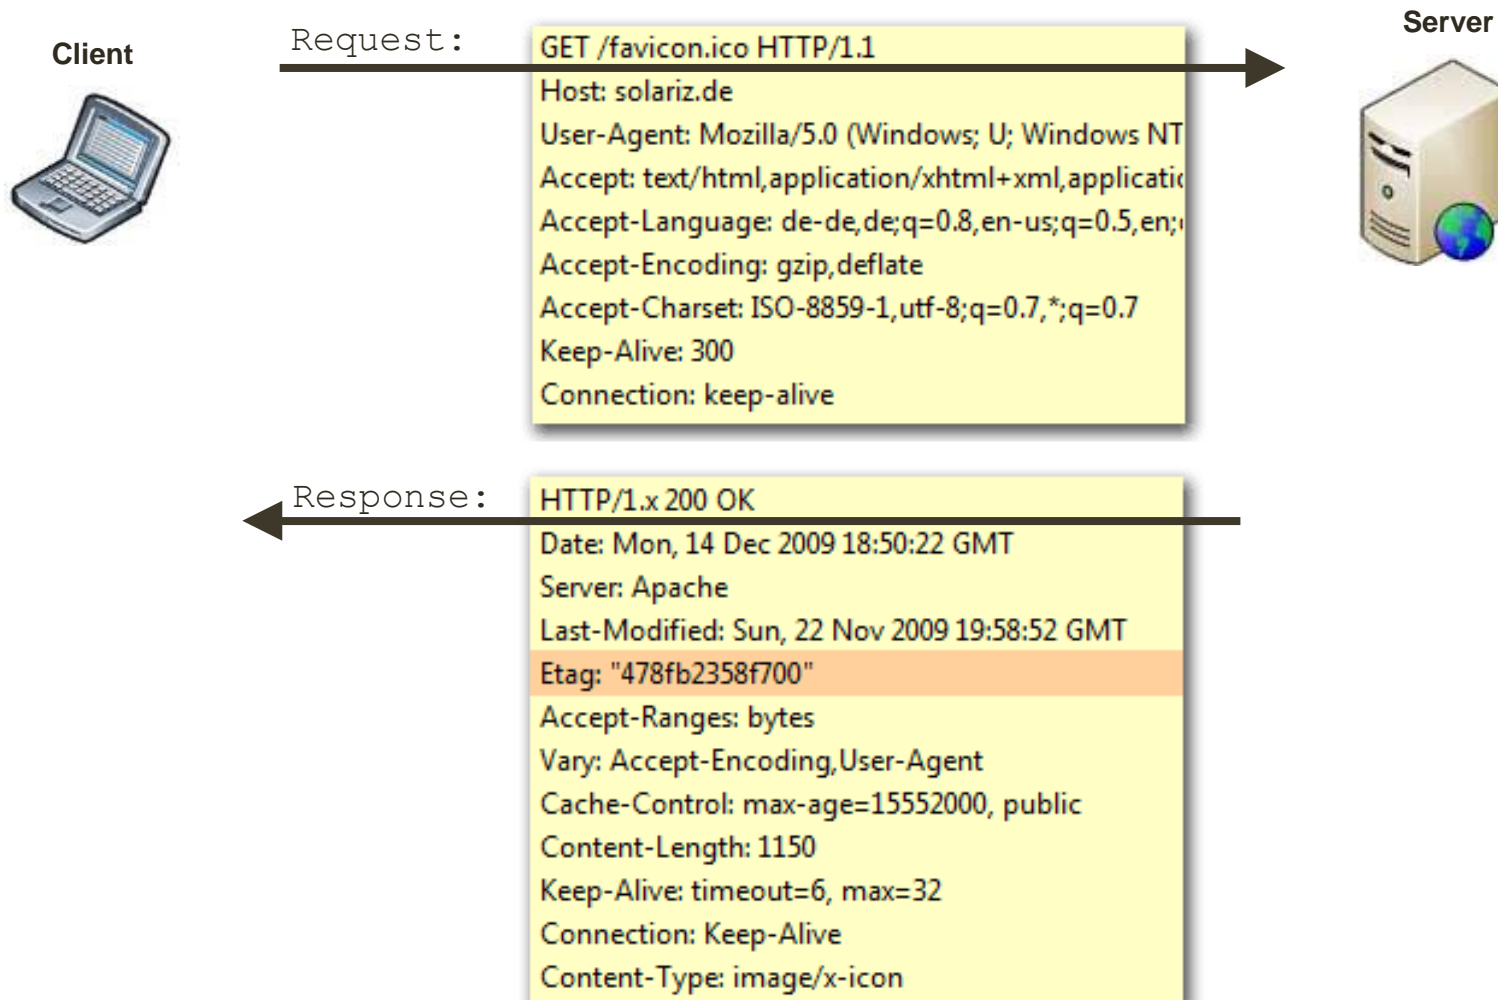 Client
Request:
Server
GET /favicon.ico HTTP/1.1
Host: solariz.de
User-Agent: Mozilla/5.0 (Windows; U; Windows NT
Accept: text/html,application/xhtml+xml,applicatio
Accept-Language: de-de,de;q=0.8,en-us;q=0.5,en;
Accept-Encoding: gzip,deflate
Accept-Charset: ISO-8859-1,utf-8;q=0.7,*;q=0.7
Keep-Alive: 300
Connection: keep-alive
Response:
HTTP/1.x 200 OK
Date: Mon, 14 Dec 2009 18:50:22 GMT
Server: Apache
Last-Modified: Sun, 22 Nov 2009 19:58:52 GMT
Etag: "478fb2358f700"
Accept-Ranges: bytes
Vary: Accept-Encoding,User-Agent
Cache-Control: max-age=15552000, public
Content-Length: 1150
Keep-Alive: timeout=6, max=32
Connection: Keep-Alive
Content-Type: image/x-icon